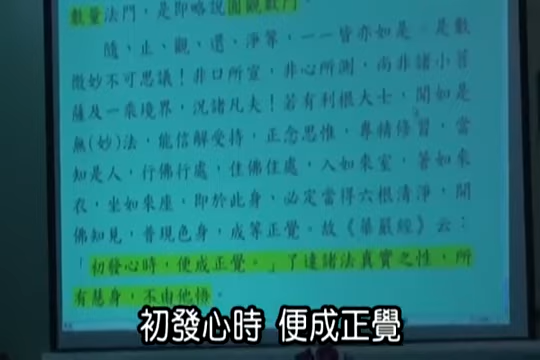 數量法門，是即略說圓觀數門。
隨、止、觀、還、淨等，一一皆亦如是。是數
微妙不可思議！非口所宣，非心所測，尚非諸小菩
薩及二乘境界，況諸凡夫！若有利根大士，聞如是
無(妙)法，能信解受持，正念思惟，專精修習，當
知是人，行佛行處，住佛住處，入如來室，著如來
衣，坐如來座，即於此身，必定當得六根清淨，開
佛知見，普現色身，成等正覺。故《華嚴經》云：
「初發心時，便成正覺。」了達諸法真實之性，所
有慧身，不由他悟。
初發心時 便成正覺